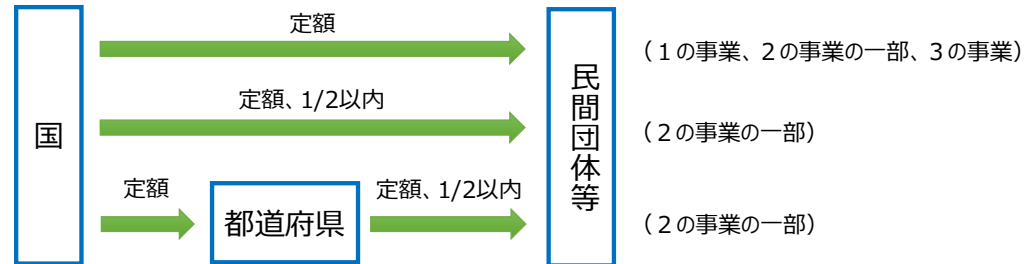 国
定額
（１の事業、２の事業の一部、３の事業）
定額、1/2以内
（２の事業の一部）
定額
都道府県
定額、1/2以内
（２の事業の一部）
民間団体等